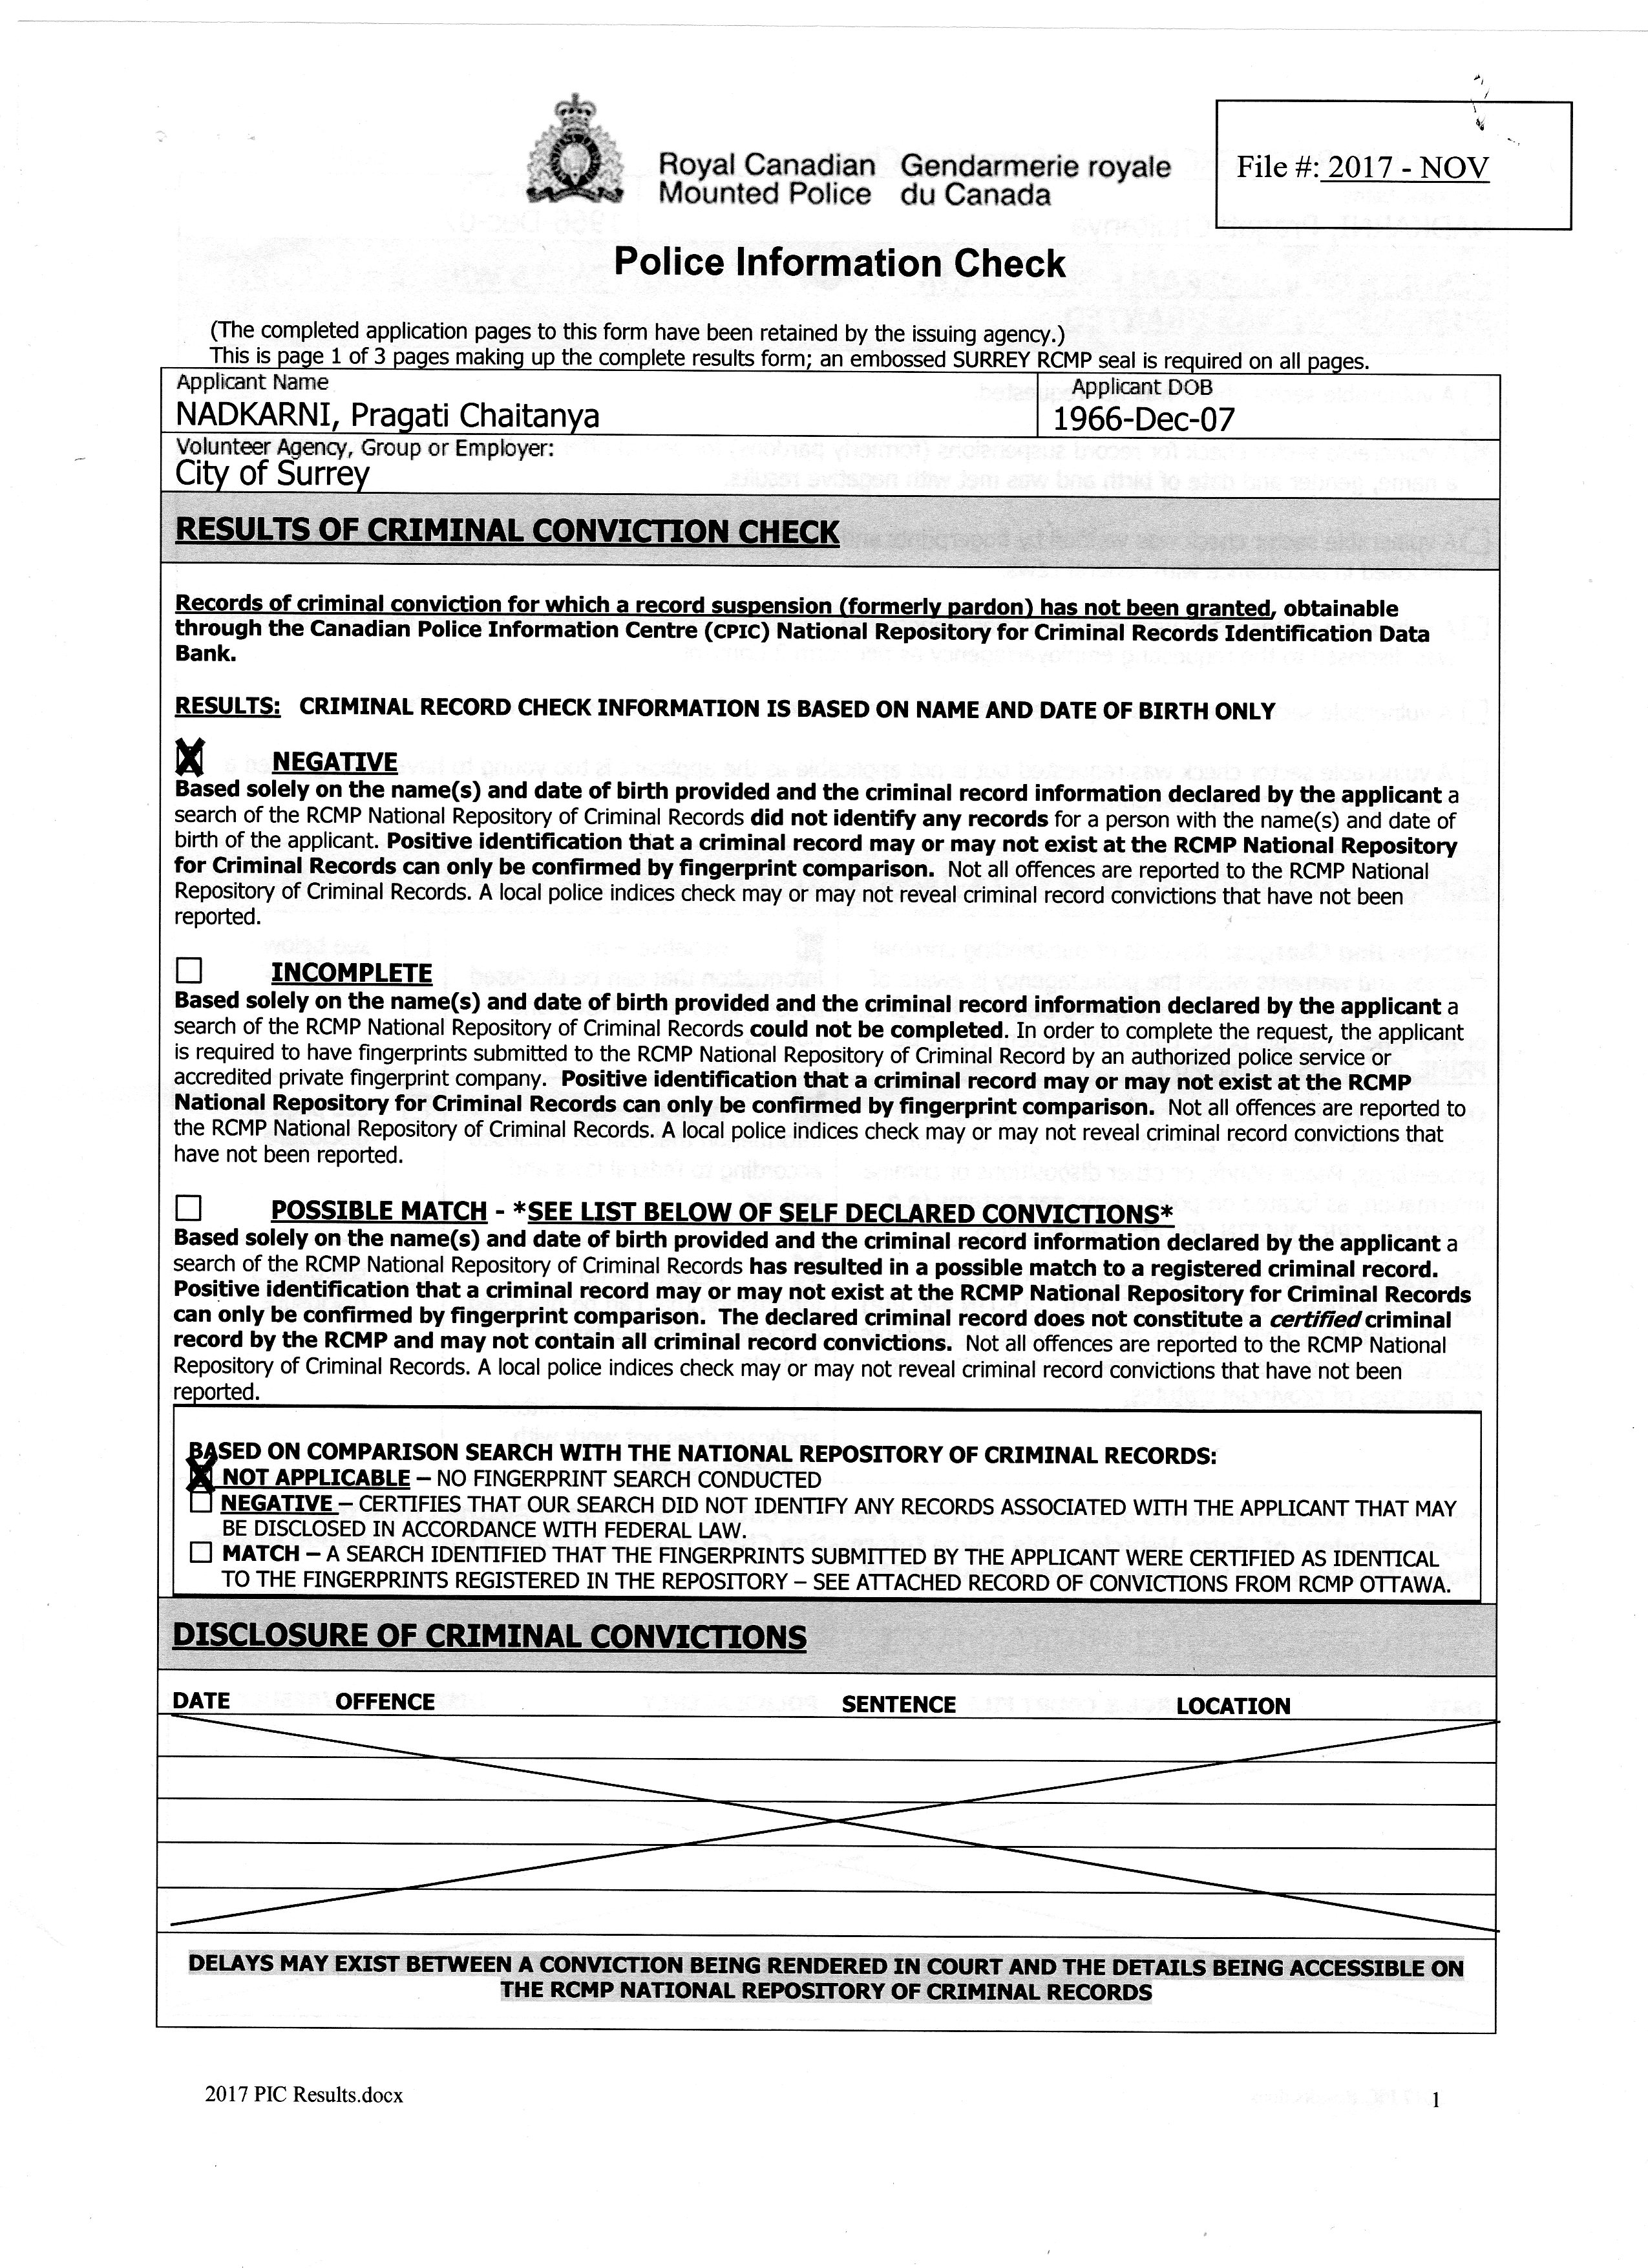 Royal Canadian Gendarmerie royale
Mounted Police du Canada
File #: 2017 - NOV
Police Information Check
(The completed application pages to this form have been retained by the issuing agency.)
This is page 1 of 3 pages making up the complete results form; an embossed SURREY RCMP seal is required on all pages.
Applicant Name Applicant DOB
NADKARNI, Pragati Chaitanya 1966-Dec-07
Volunteer Agency, Group or Employer:
City of Surrey
RESULTS OF CRIMINAL CONVICTION CHECK
Records of criminal conviction for which a record suspension (formerly pardon) has not been granted, obtainable
through the Canadian Police Information Centre (CPIC) National Repository for Criminal Records Identification Data
Bank.
RESULTS: CRIMINAL RECORD CHECK INFORMATION IS BASED ON NAME AND DATE OF BIRTH ONLY
NEGATIVE
Based solely on the name(s) and date of birth provided and the criminal record information declared by the applicant a
search of the RCMP National Repository of Criminal Records did not identify any records for a person with the name(s) and date of
birth of the applicant. Positive identification that a criminal record may or may not exist at the RCMP National Repository
for Criminal Records can only be confirmed by fingerprint comparison. Not all offences are reported to the RCMP National
Repository of Criminal Records. A local police indices check may or may not reveal criminal record convictions that have not been
reported.
INCOMPLETE
Based solely on the name(s) and date of birth provided and the criminal record information declared by the applicant a
search of the RCMP National Repository of Criminal Records could not be completed. In order to complete the request, the applicant
is required to have fingerprints submitted to the RCMP National Repository of Criminal Record by an authorized police service or
accredited private fingerprint company. Positive identification that a criminal record may or may not exist at the RCMP
National Repository for Criminal Records can only be confirmed by fingerprint comparison. Not all offences are reported to
the RCMP National Repository of Criminal Records. A local police indices check may or may not reveal criminal record convictions that
have not been reported.
POSSIBLE MATCH - *SEE LIST BELOW OF SELF DECLARED CONVICTIONS*
Based solely on the name(s) and date of birth provided and the criminal record information declared by the applicant a
search of the RCMP National Repository of Criminal Records has resulted in a possible match to a registered criminal record.
Positive identification that a criminal record may or may not exist at the RCMP National Repository for Criminal Records
can only be confirmed by fingerprint comparison. The declared criminal record does not constitute a certified criminal
record by the RCMP and may not contain all criminal record convictions. Not all offences are reported to the RCMP National
Repository of Criminal Records. A local police indices check may or may not reveal criminal record convictions that have not been
reported.
BASED ON COMPARISON SEARCH WITH THE NATIONAL REPOSITORY OF CRIMINAL RECORDS:
NOT APPLICABLE – NO FINGERPRINT SEARCH CONDUCTED
NEGATIVE – CERTIFIES THAT OUR SEARCH DID NOT IDENTIFY ANY RECORDS ASSOCIATED WITH THE APPLICANT THAT MAY
BE DISCLOSED IN ACCORDANCE WITH FEDERAL LAW.
MATCH – A SEARCH IDENTIFIED THAT THE FINGERPRINTS SUBMITTED BY THE APPLICANT WERE CERTIFIED AS IDENTICAL
TO THE FINGERPRINTS REGISTERED IN THE REPOSITORY – SEE ATTACHED RECORD OF CONVICTIONS FROM RCMP OTTAWA.
DISCLOSURE OF CRIMINAL CONVICTIONS
DATE OFFENCE SENTENCE LOCATION
DELAYS MAY EXIST BETWEEN A CONVICTION BEING RENDERED IN COURT AND THE DETAILS BEING ACCESSIBLE ON
THE RCMP NATIONAL REPOSITORY OF CRIMINAL RECORDS
2017 PIC Results.docx 1